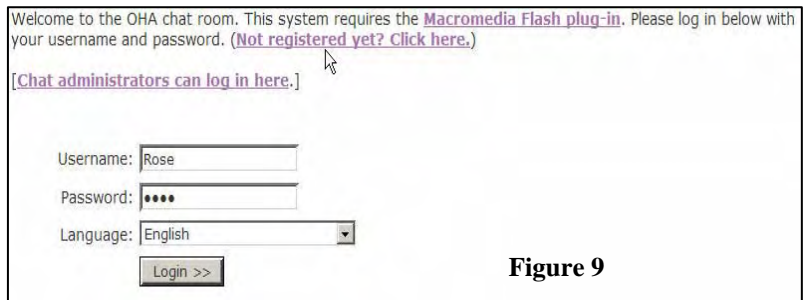 Welcome to the OHA chat room. This system requires the Macromedia Flash plug-in. Please log in below with
your username and password. (Not registered yet? Click here.)
[Chat administrators can log in here.]
Username: Rose
Password: ••••
Language: English
Login >>
Figure 9